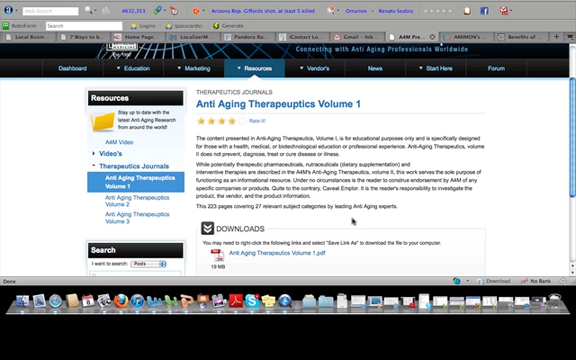 #632,353
Arizona Rep. Giffords shot, at least 5 killed
Omarion
Renato Seabra
RoboForm
Search
(passcards)
Generate
Local Busin...
7 Ways to b...
Home Page...
LocalizerM...
Pandora Ra...
iContact Lo...
Gmail - Inb...
A4M Pre...
AMIMON'S...
Benefits of...
Connecting with Anti Aging Professionals Worldwide
Dashboard
Education
Marketing
Resources
Vendor's
News
Start Here
Forum
Resources
Stay up to date with the
latest Anti Aging Research
from around the world!
A4M Video
Video's
Therapeutics Journals
Anti Aging Therapeuptics
Volume 1
Anti Aging Therapeutics
Volume 2
Anti Aging Therapeutics
Volume 3
Search
I want to search: Posts
THERAPEUTICS JOURNALS
Anti Aging Therapeuptics Volume 1
Rate it!
The content presented in Anti-Aging Therapeutics, Volume I, is for educational purposes only and is specifically designed
for those with a health, medical, or biotechnological education or professional experience. Anti-Aging Therapeutics, volume
II does not prevent, diagnose, treat or cure disease or illness.
While potentially therapeutic pharmaceuticals, nutraceuticals (dietary supplementation) and
interventive therapies are described in the A4M's Anti-Aging Therapeutics, volume II, this work serves the sole purpose of
functioning as an informational resource. Under no circumstances is the reader to construe endorsement by A4M of any
specific companies or products. Quite to the contrary, Caveat Emptor. It is the reader's responsibility to investigate the
product, the vendor, and the product information.
This 223 pages covering 27 relevant subject categories by leading Anti Aging experts.
DOWNLOADS
You may need to right-click the following links and select "Save Link As" to download the file to your computer.
Anti Aging Therapeutics Volume 1.pdf
19 MB
Done
Download
No Rank